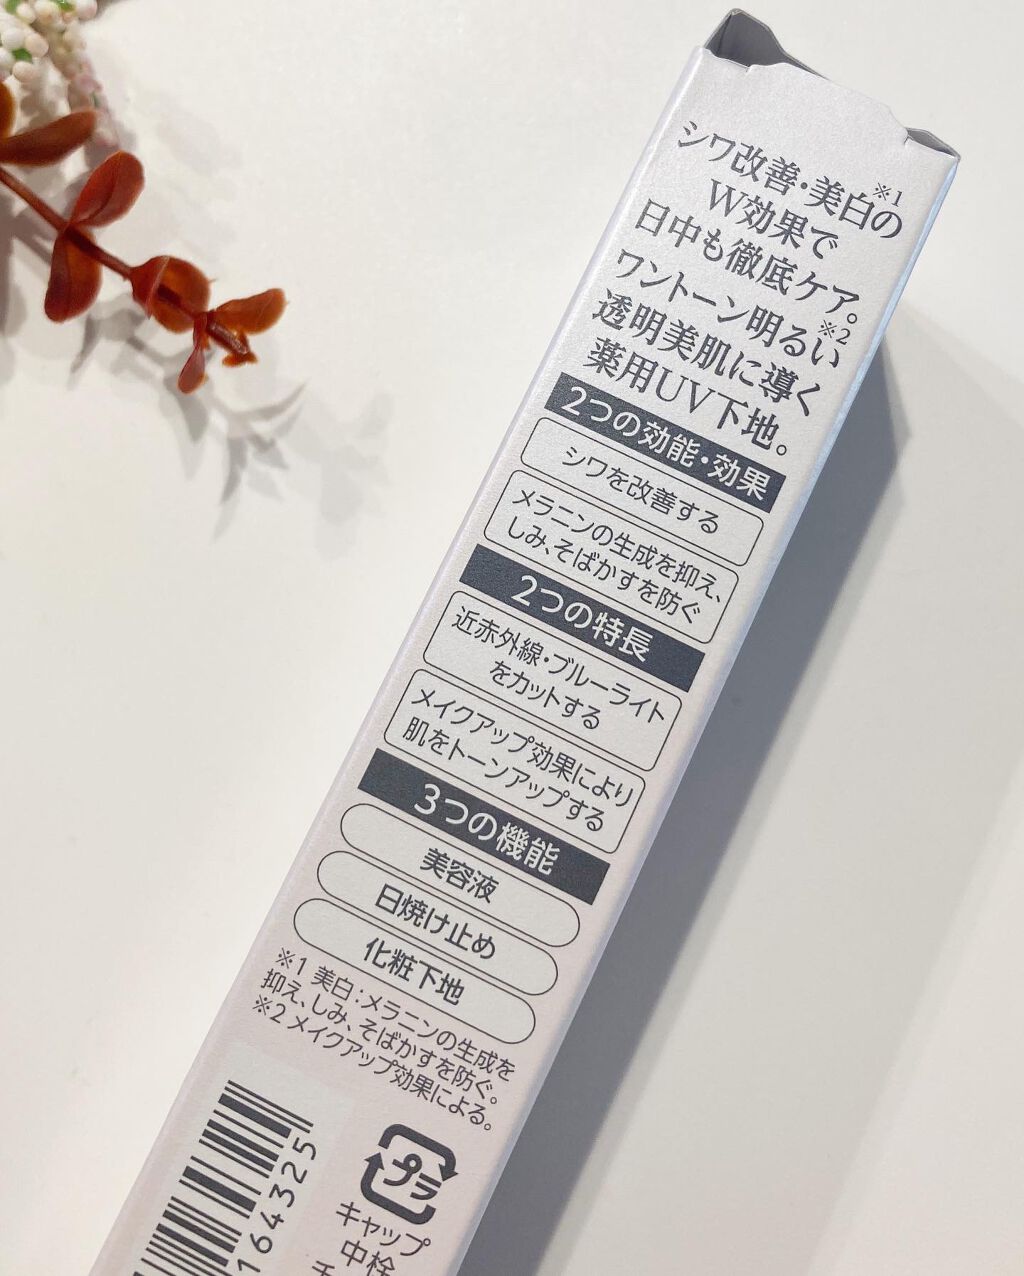 シワ改善・美白※1の
W効果で
日中も徹底ケア。
ワントーン明るい※2
透明美肌に導く
薬用UV下地。
2つの効能・効果
シワを改善する
メラニンの生成を抑え、
しみ、そばかすを防ぐ
2つの特長
近赤外線・ブルーライト
をカットする
メイクアップ効果により
肌をトーンアップする
3つの機能
美容液
日焼け止め
化粧下地
※1 美白：メラニンの生成を
抑え、しみ、そばかすを防ぐ。
※2 メイクアップ効果による。
164325
プラ
キャップ
中栓